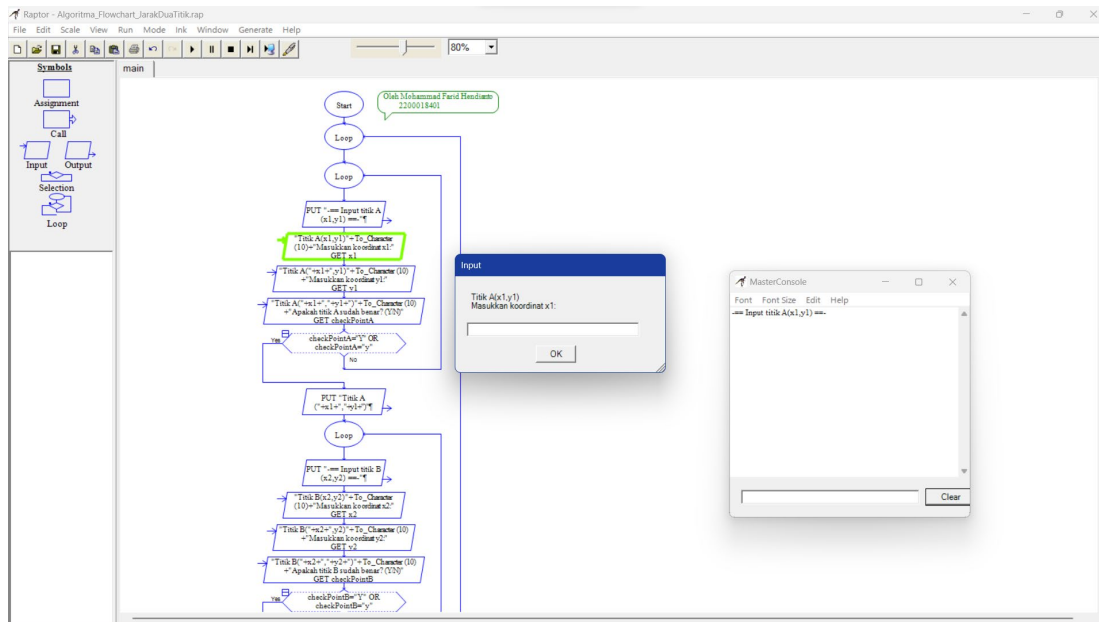 Raptor - Algoritma_Flowchart_JarakDuaTitik.rap
File Edit Scale View Run Mode Ink Window Generate Help
80%
Symbols
Assignment
Call
Input Output
Selection
Loop
main
Oleh Mohammad Farid Hendianto
2200018401
Start
Loop
Loop
PUT "-== Input titik A
(x1,y1) ==-"¶
"Titik A(x1,y1)"+To_Character
(10)+"Masukkan koordinat x1:"
GET x1
"Titik A("+x1+",y1)"+To_Character (10)
+"Masukkan koordinat y1:"
GET y1
"Titik A("+x1+","+y1+")"+To_Character (10)
+"Apakah titik A sudah benar? (Y/N)"
GET checkPointA
Yes
checkPointA="Y" OR
checkPointA="y"
No
PUT "Titik A
("+x1+","+y1+")"¶
Loop
PUT "-== Input titik B
(x2,y2) ==-"¶
"Titik B(x2,y2)"+To_Character
(10)+"Masukkan koordinat x2:"
GET x2
"Titik B("+x2+",y2)"+To_Character (10)
+"Masukkan koordinat y2:"
GET y2
"Titik B("+x2+","+y2+")"+To_Character (10)
+"Apakah titik B sudah benar? (Y/N)"
GET checkPointB
Yes
checkPointB="Y" OR
checkPointB="y"
Input
Titik A(x1,y1)
Masukkan koordinat x1:
OK
MasterConsole
Font Font Size Edit Help
-== Input titik A(x1,y1) ==-
Clear